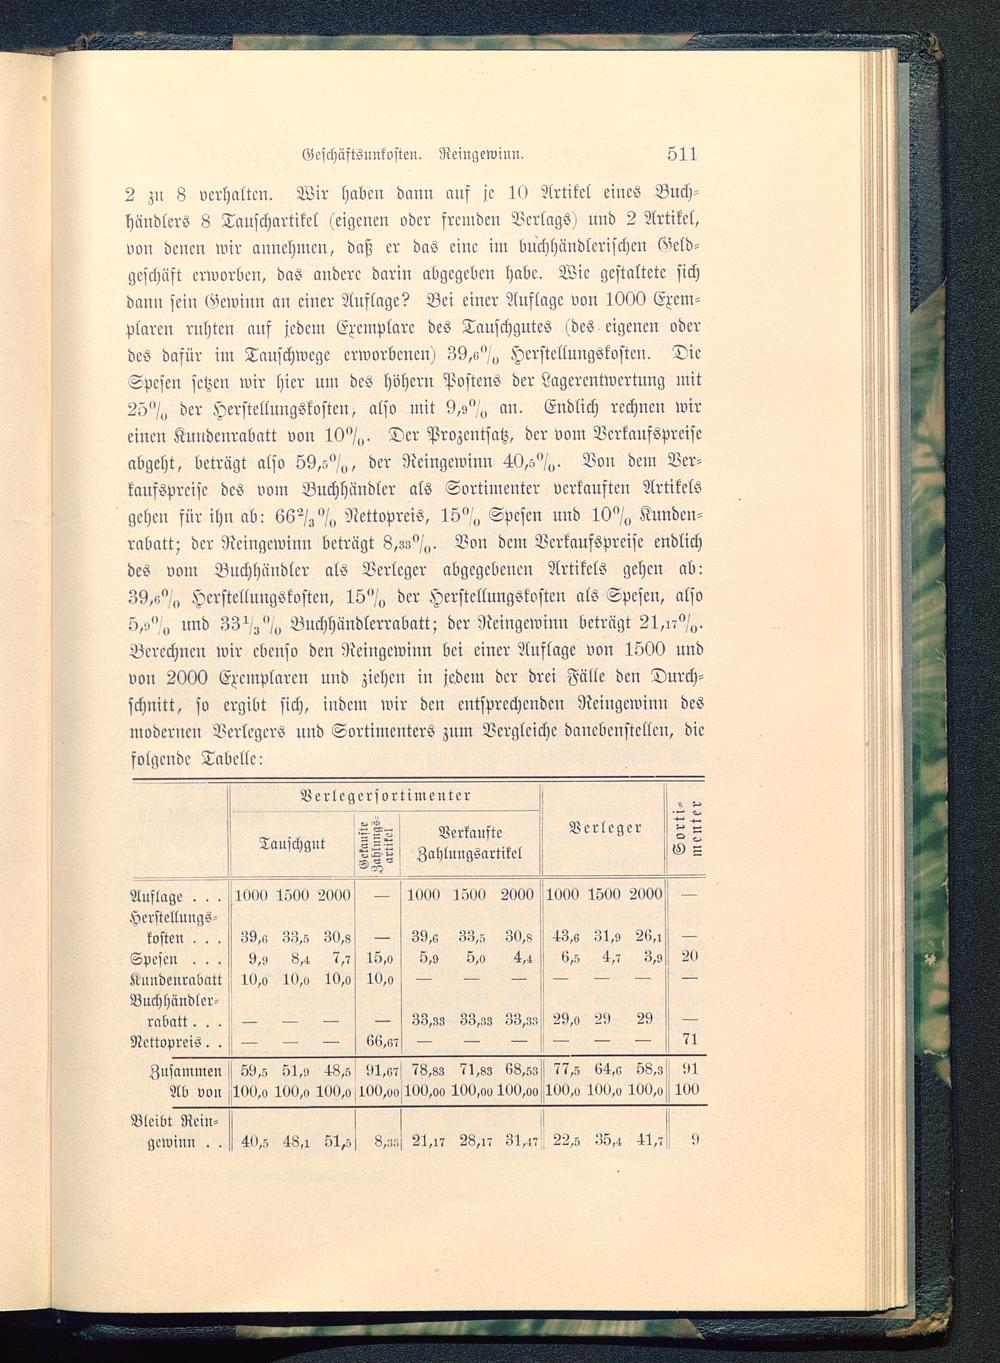 Geschäftsunkosten. Reingewinn. 511
2 zu 8 verhalten. Wir haben dann auf je 10 Artikel eines Buch-
händlers 8 Tauschartikel (eigenen oder fremden Verlags) und 2 Artikel,
von denen wir annehmen, daß er das eine im buchhändlerischen Geld-
geschäft erworben, das andere darin abgegeben habe. Wie gestaltete sich
dann sein Gewinn an einer Auflage? Bei einer Auflage von 1000 Exem-
plaren ruhten auf jedem Exemplare des Tauschgutes (des eigenen oder
des dafür im Tauschwege erworbenen) 39,6% Herstellungskosten. Die
Spesen setzen wir hier um des höhern Postens der Lagerentwertung mit
25% der Herstellungskosten, also mit 9,9% an. Endlich rechnen wir
einen Kundenrabatt von 10%. Der Prozentsatz, der vom Verkaufspreise
abgeht, beträgt also 59,5%, der Reingewinn 40,5%. Von dem Ver-
kaufspreise des vom Buchhändler als Sortimenter verkauften Artikels
gehen für ihn ab: 66 2/3 % Nettopreis, 15% Spesen und 10% Kunden-
rabatt; der Reingewinn beträgt 8,33%. Von dem Verkaufspreise endlich
des vom Buchhändler als Verleger abgegebenen Artikels gehen ab:
39,6% Herstellungskosten, 15% der Herstellungskosten als Spesen, also
5,9% und 33 1/3 % Buchhändlerrabatt; der Reingewinn beträgt 21,17%.
Berechnen wir ebenso den Reingewinn bei einer Auflage von 1500 und
von 2000 Exemplaren und ziehen in jedem der drei Fälle den Durch-
schnitt, so ergibt sich, indem wir den entsprechenden Reingewinn des
modernen Verlegers und Sortimenters zum Vergleiche danebenstellen, die
folgende Tabelle:
Verlegersortimenter
Tauschgut
Gekaufte
Zahlungs-
artikel
Verkaufte
Zahlungsartikel
Verleger
Sorti-
menter
Auflage . . . 1000 1500 2000 — 1000 1500 2000 1000 1500 2000 —
Herstellungs-
kosten . . . 39,6 33,5 30,8 — 39,6 33,5 30,8 43,6 31,9 26,1 —
Spesen . . . 9,9 8,4 7,7 15,0 5,9 5,0 4,4 6,5 4,7 3,9 20
Kundenrabatt 10,0 10,0 10,0 10,0 — — — — — — —
Buchhändler-
rabatt . . . — — — — 33,33 33,33 33,33 29,0 29 29 —
Nettopreis . . — — — 66,67 — — — — — — 71
Zusammen 59,5 51,9 48,5 91,67 78,83 71,83 68,53 77,5 64,6 58,3 91
Ab von 100,0 100,0 100,0 100,00 100,00 100,00 100,00 100,0 100,0 100,0 100
Bleibt Rein-
gewinn . . 40,5 48,1 51,5 8,33 21,17 28,17 31,47 22,5 35,4 41,7 9